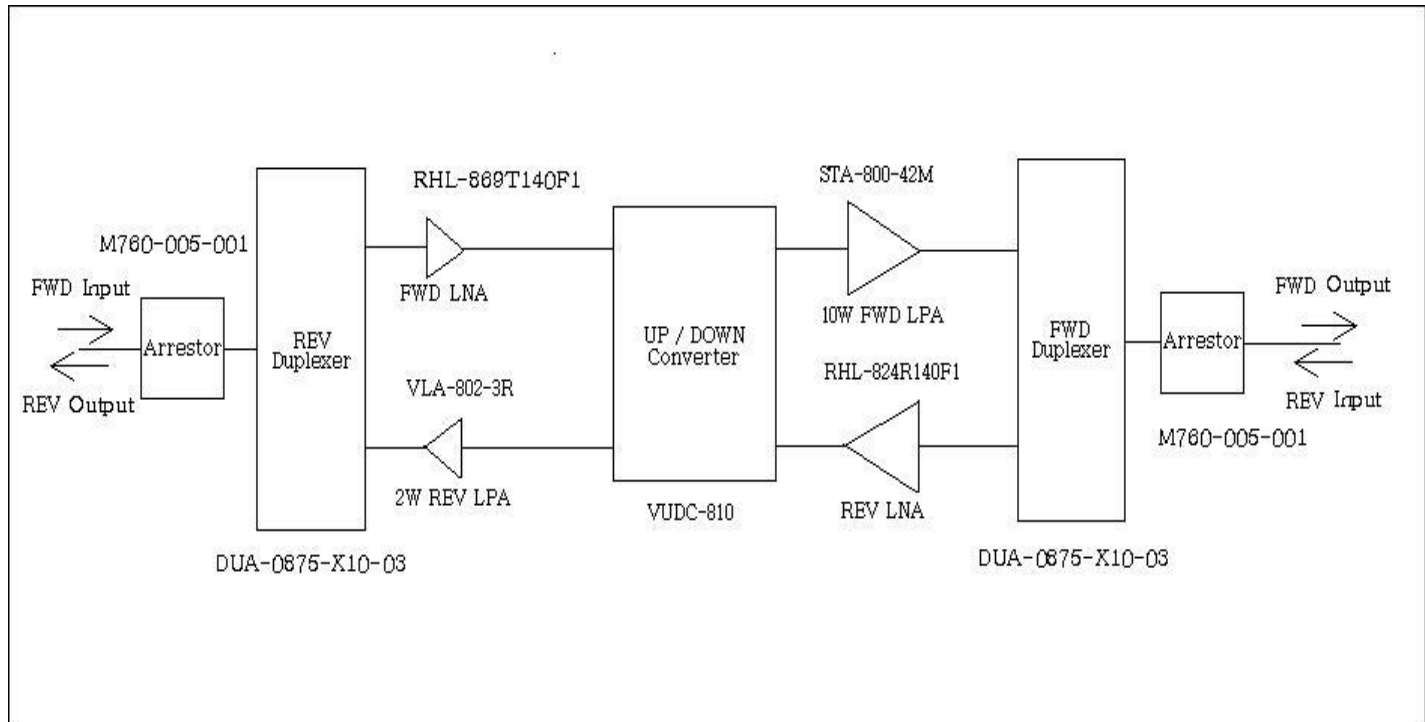 RHL-869T140F1
STA-800-42M
M760-005-001
FWD Input
FWD LNA
10W FWD LPA
FWD Output
Arrestor
REV
Duplexer
UP / DOWN
Converter
FWD
Duplexer
Arrestor
REV Output
VLA-802-3R
RHL-824R140F1
REV Input
M760-005-001
2W REV LPA
VUDC-810
REV LNA
DUA-0875-X10-03
DUA-0875-X10-03